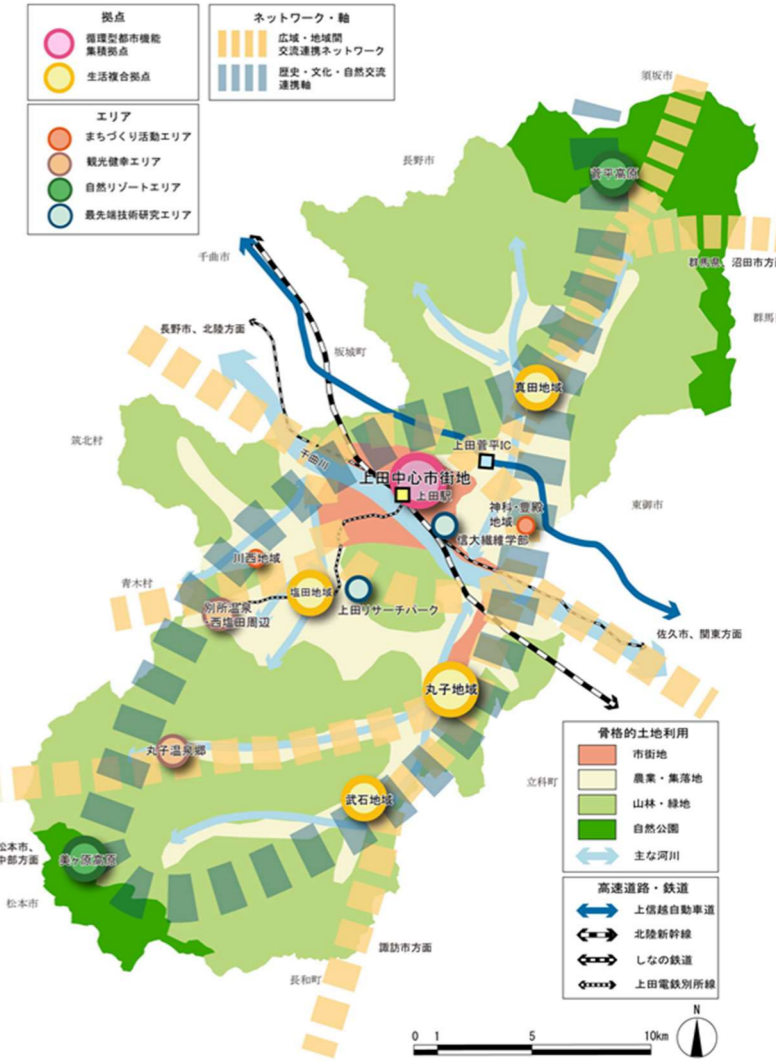 拠点
循環型都市機能
集積拠点
生活複合拠点
ネットワーク・軸
広域・地域間
交流連携ネットワーク
歴史・文化・自然交流
連携軸
エリア
まちづくり活動エリア
観光健幸エリア
自然リゾートエリア
最先端技術研究エリア
須坂市
長野市
菅平高原
千曲市
群馬県、沼田市方面
長野市、北陸方面
坂城町
真田地域
筑北村
上田菅平IC
千曲川
上田中心市街地
上田駅
神科・豊殿
地域
東御市
信大繊維学部
川西地域
青木村
塩田地域
上田リサーチパーク
別所温泉
・西塩田周辺
佐久市、関東方面
丸子地域
丸子温泉郷
立科町
武石地域
松本市、
中部方面
美ヶ原高原
松本市
諏訪市方面
長和町
骨格的土地利用
市街地
農業・集落地
山林・緑地
自然公園
主な河川
高速道路・鉄道
上信越自動車道
北陸新幹線
しなの鉄道
上田電鉄別所線
N
0 1 5 10km